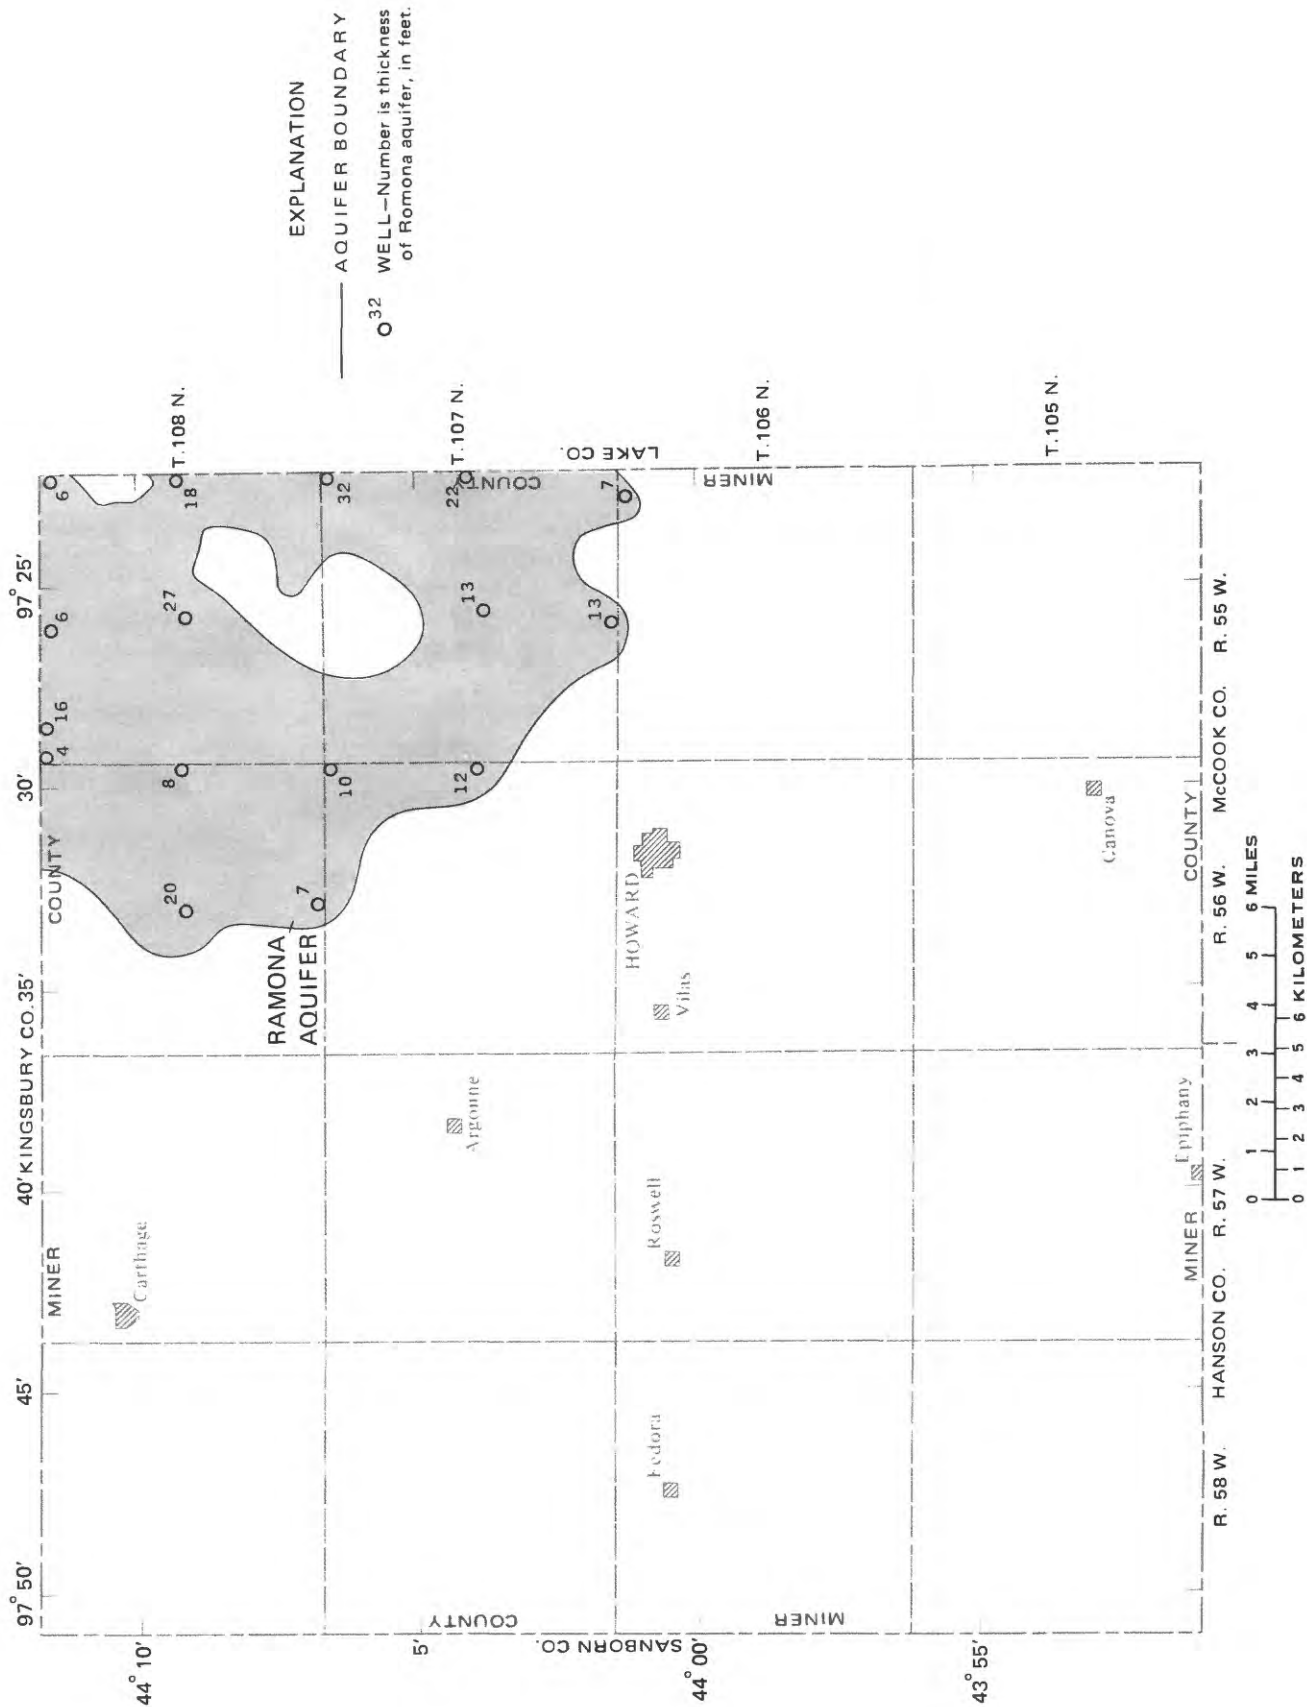 97° 50'
45'
40'
KINGSBURY CO.
35'
30'
97° 25'
MINER
COUNTY
44° 10'
5'
44° 00'
43° 55'
SANBORN CO.
COUNTY
MINER
Carthage
Argonne
Roswell
Fedora
Vilas
HOWARD
Canova
Epiphany
RAMONA
AQUIFER
4
16
6
6
20
8
27
18
7
10
32
12
13
22
13
7
T. 108 N.
T. 107 N.
T. 106 N.
T. 105 N.
LAKE CO.
COUNTY
MINER
MINER
COUNTY
HANSON CO.
McCOOK CO.
R. 58 W.
R. 57 W.
R. 56 W.
R. 55 W.
0 1 2 3 4 5 6 MILES
0 1 2 3 4 5 6 KILOMETERS
EXPLANATION
AQUIFER BOUNDARY
32 WELL—Number is thickness
of Romona aquifer, in feet.